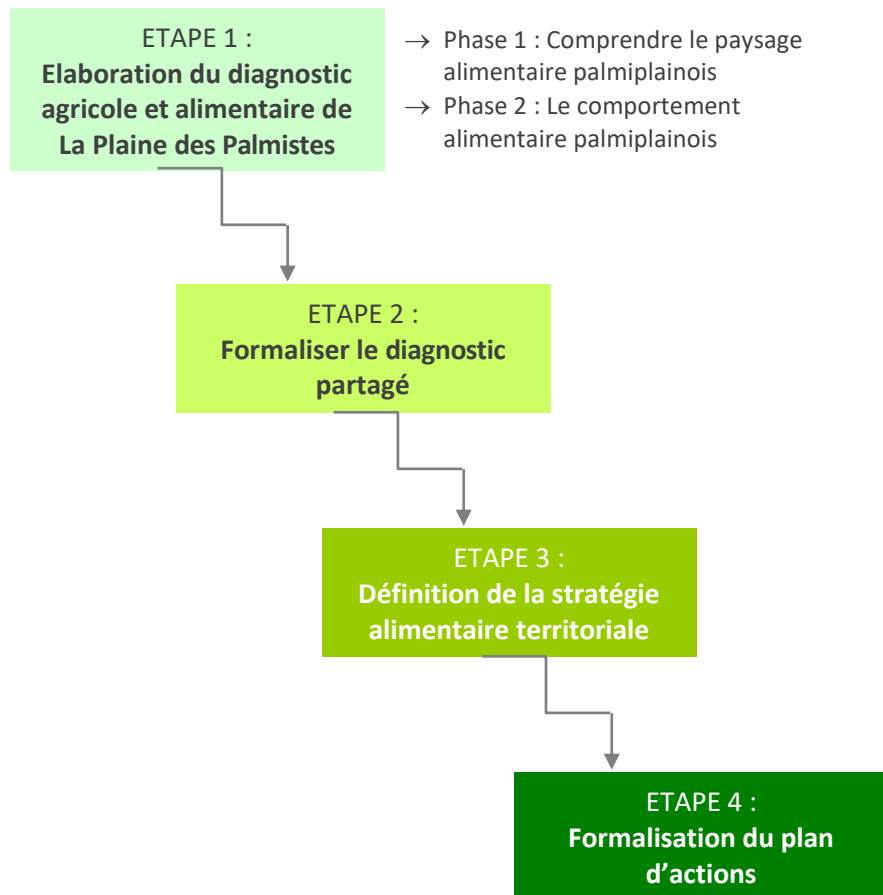 ETAPE 1 :
Elaboration du diagnostic
agricole et alimentaire de
La Plaine des Palmistes
→ Phase 1 : Comprendre le paysage
alimentaire palmiplainois
→ Phase 2 : Le comportement
alimentaire palmiplainois
ETAPE 2 :
Formaliser le diagnostic
partagé
ETAPE 3 :
Définition de la stratégie
alimentaire territoriale
ETAPE 4 :
Formalisation du plan
d’actions